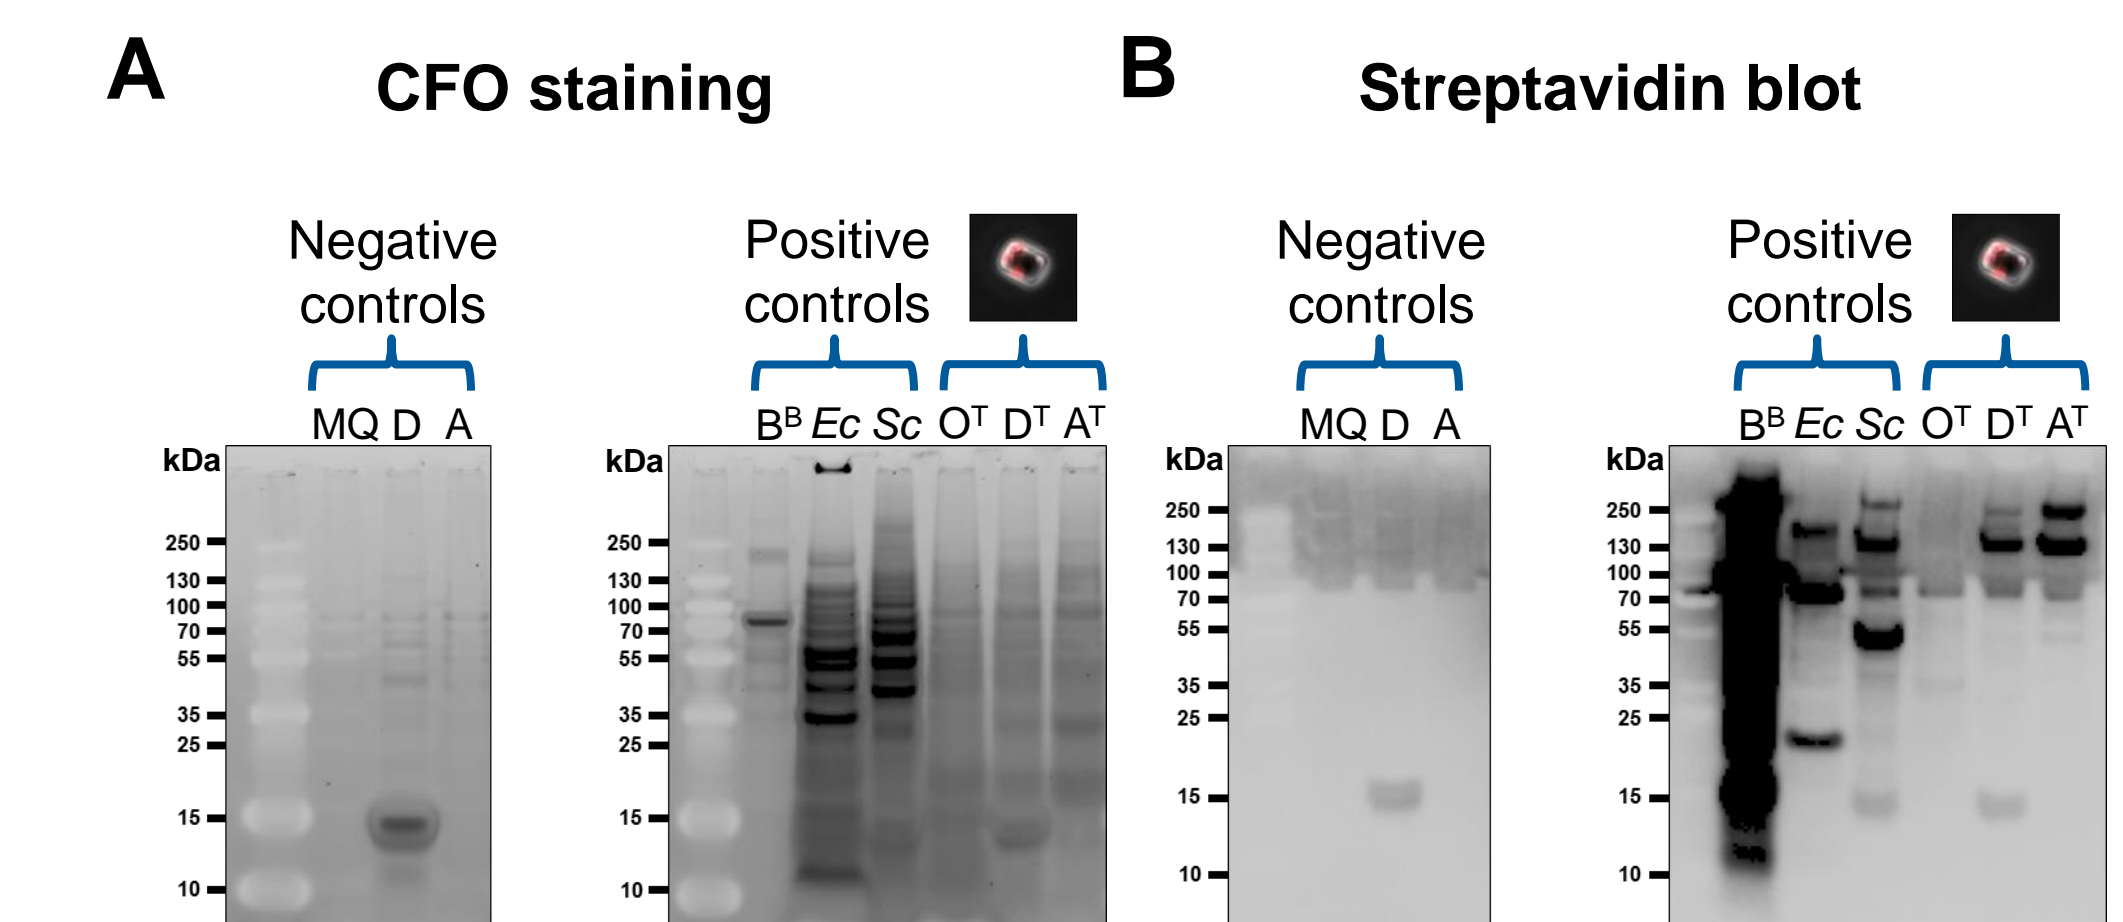 A
CFO staining
Negative
controls
MQ D A
kDa
250
130
100
70
55
35
25
15
10
Positive
controls
Bᴮ Ec Sc Oᵀ Dᵀ Aᵀ
kDa
250
130
100
70
55
35
25
15
10
B
Streptavidin blot
Negative
controls
MQ D A
kDa
250
130
100
70
55
35
25
15
10
Positive
controls
Bᴮ Ec Sc Oᵀ Dᵀ Aᵀ
kDa
250
130
100
70
55
35
25
15
10